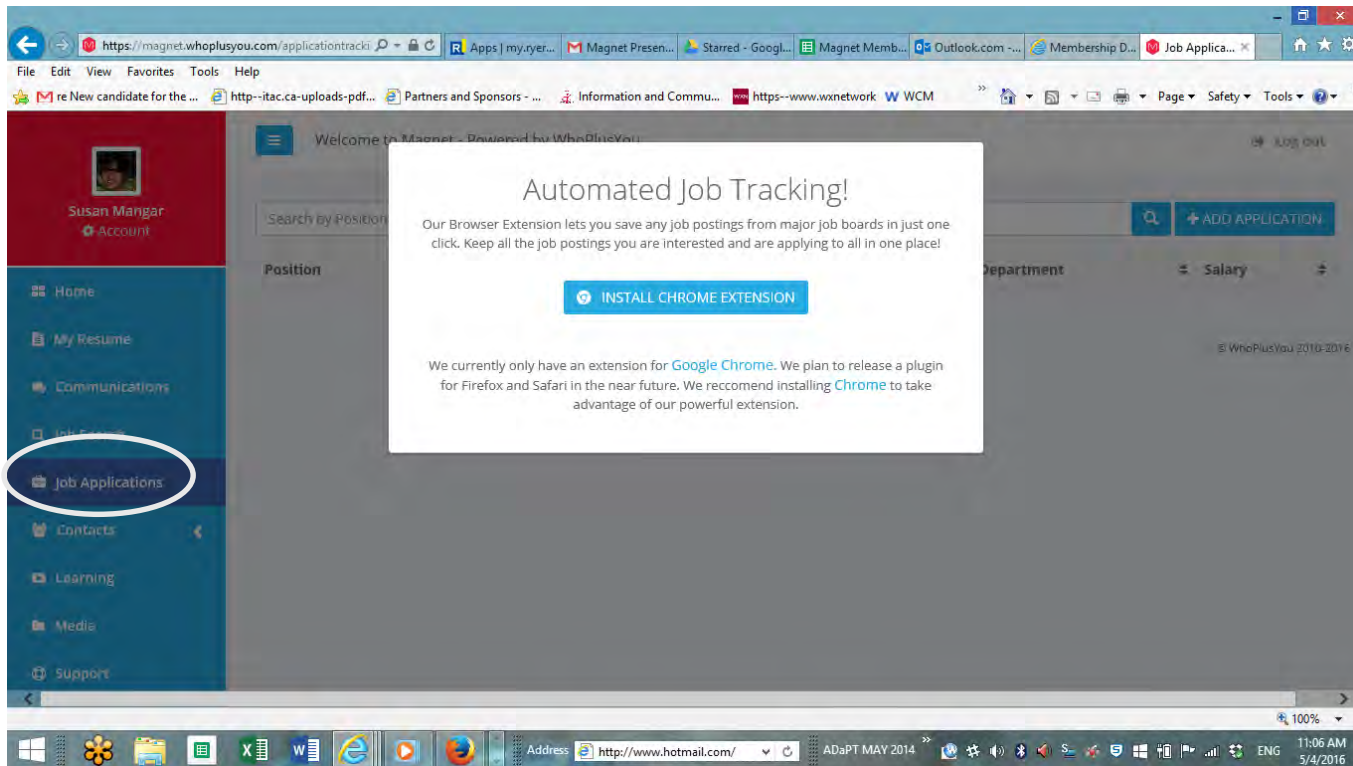 https://magnet.whoplusyou.com/applicationtracki
Apps | my.ryer...
Magnet Presen...
Starred - Googl...
Magnet Memb...
Outlook.com -...
Membership D...
Job Applica...
File Edit View Favorites Tools Help
re New candidate for the ...
http--itac.ca-uploads-pdf...
Partners and Sponsors - ...
Information and Commu...
https--www.wxnetwork
WCM
Page
Safety
Tools
Welcome to Magnet - Powered by WhoPlusYou
Log out
Susan Mangar
Account
Search by Position
ADD APPLICATION
Position
Department
Salary
Automated Job Tracking!
Our Browser Extension lets you save any job postings from major job boards in just one
click. Keep all the job postings you are interested and are applying to all in one place!
INSTALL CHROME EXTENSION
We currently only have an extension for Google Chrome. We plan to release a plugin
for Firefox and Safari in the near future. We reccomend installing Chrome to take
advantage of our powerful extension.
© WhoPlusYou 2010-2016
Home
My Resume
Communications
Job Search
Job Applications
Contacts
Learning
Media
Support
100%
Address
http://www.hotmail.com/
ADaPT MAY 2014
ENG
11:06 AM
5/4/2016